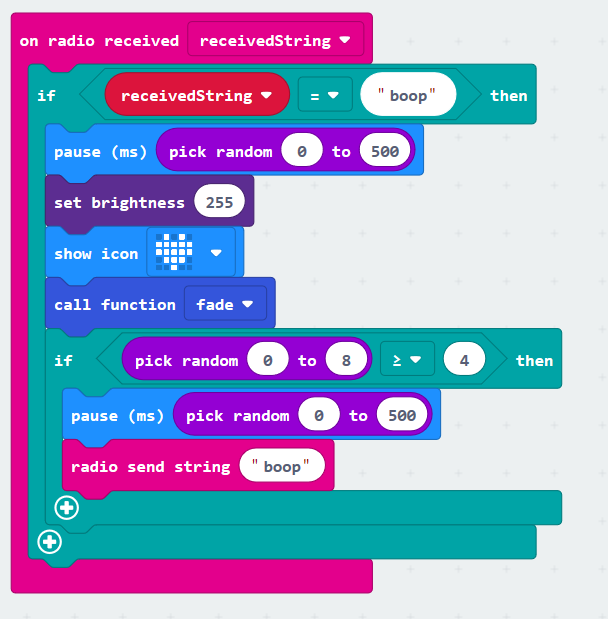 on radio received receivedString
if receivedString = "boop" then
pause (ms) pick random 0 to 500
set brightness 255
show icon
call function fade
if pick random 0 to 8 ≥ 4 then
pause (ms) pick random 0 to 500
radio send string "boop"